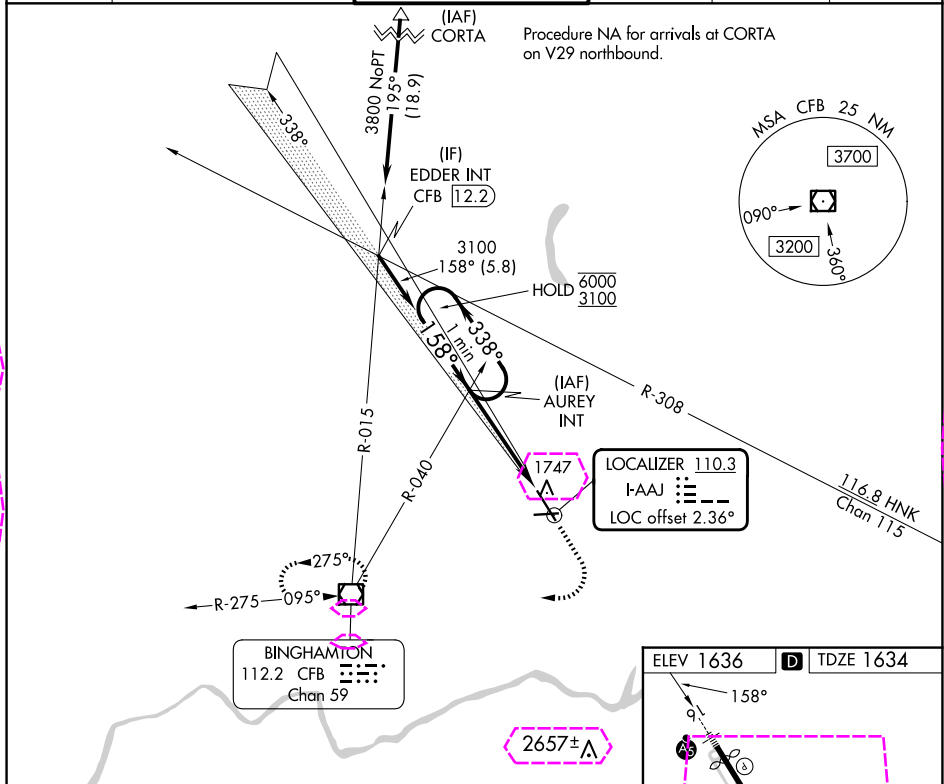 (IAF)
CORTA
Procedure NA for arrivals at CORTA
on V29 northbound.
3800 NoPT
195°
(18.9)
338°
MSA CFB 25 NM
3700
090°
3200
360°
(IF)
EDDER INT
CFB 12.2
3100
158° (5.8)
HOLD 6000
3100
338°
1 min
158°
(IAF)
AUREY
INT
R-308
R-015
R-040
1747
LOCALIZER 110.3
I-AAJ
LOC offset 2.36°
116.8 HNK
Chan 115
275°
R-275
095°
BINGHAMTON
112.2 CFB
Chan 59
2657±
ELEV 1636
D
TDZE 1634
158°
1.6
A5
P